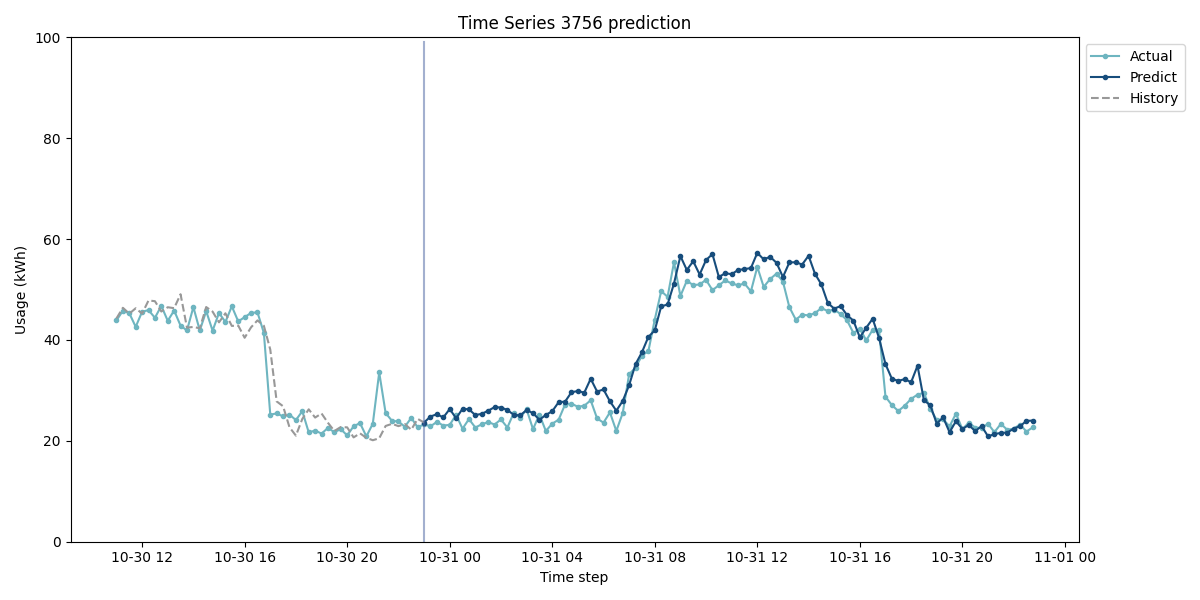 Time Series 3756 prediction
100
80
60
40
20
0
Usage (kWh)
10-30 12
10-30 16
10-30 20
10-31 00
10-31 04
10-31 08
10-31 12
10-31 16
10-31 20
11-01 00
Time step
Actual
Predict
History